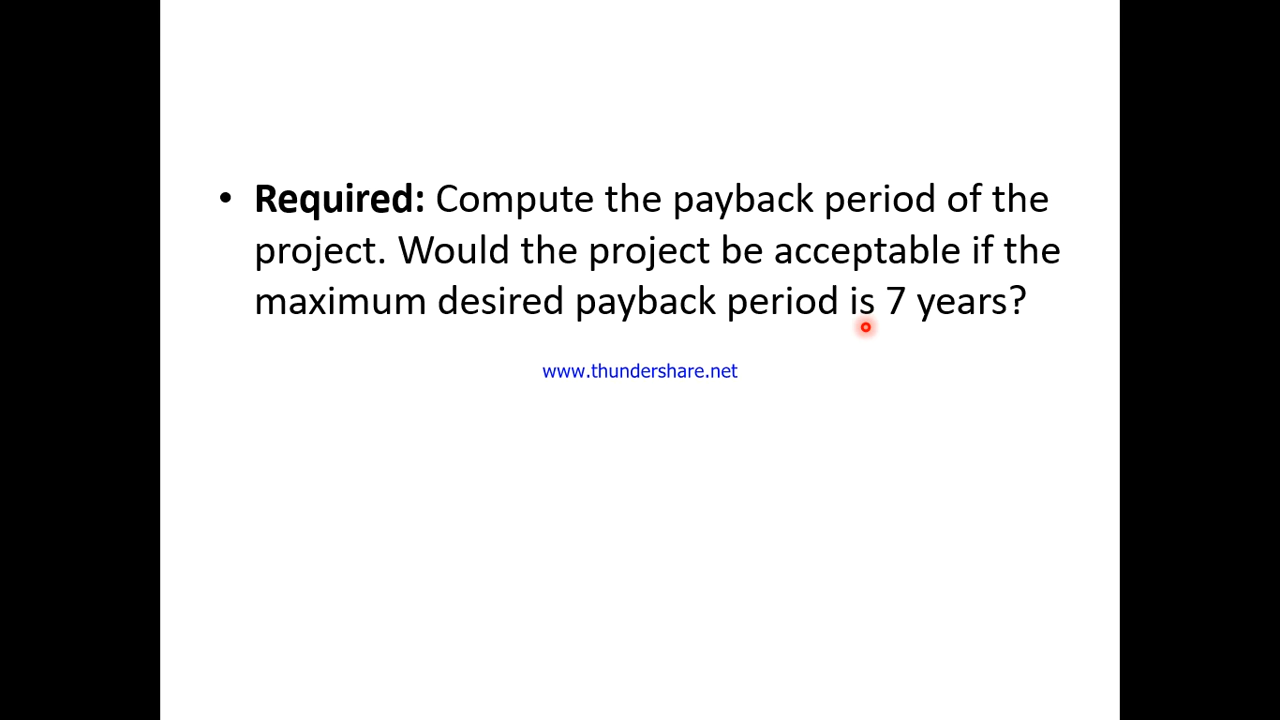 • Required: Compute the payback period of the
project. Would the project be acceptable if the
maximum desired payback period is 7 years?
www.thundershare.net